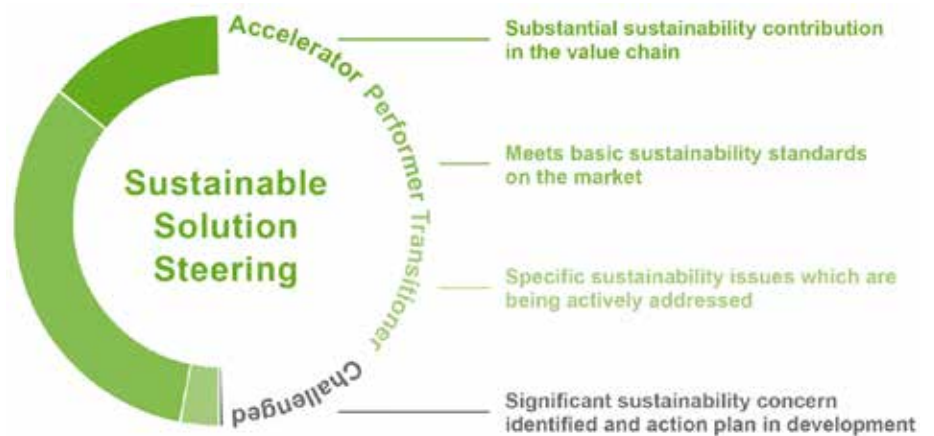 Accelerator
Substantial sustainability contribution
in the value chain
Performer
Meets basic sustainability standards
on the market
Sustainable
Solution
Steering
Transitioner
Specific sustainability issues which are
being actively addressed
Challenged
Significant sustainability concern
identified and action plan in development